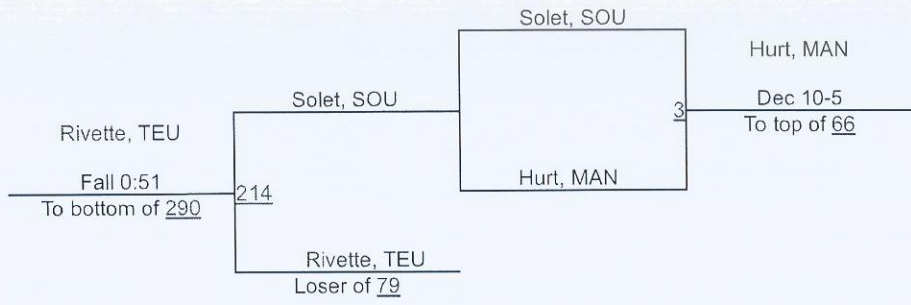 Solet, SOU
Hurt, MAN
Solet, SOU
3
Dec 10-5
To top of 66
Rivette, TEU
Fall 0:51
Hurt, MAN
214
To bottom of 290
Rivette, TEU
Loser of 79